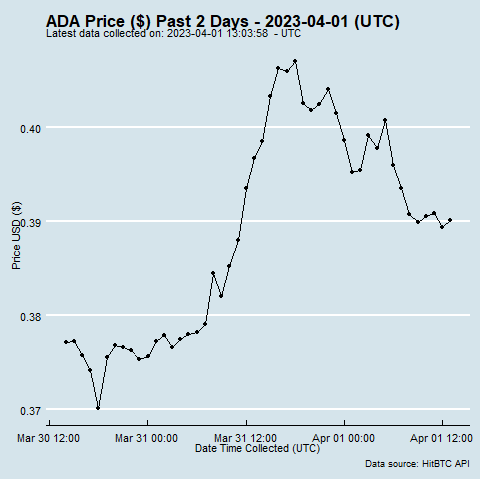 ADA Price ($) Past 2 Days - 2023-04-01 (UTC)
Latest data collected on: 2023-04-01 13:03:58 - UTC
0.40
0.39
0.38
0.37
Price USD ($)
Mar 30 12:00 Mar 31 00:00 Mar 31 12:00 Apr 01 00:00 Apr 01 12:00
Date Time Collected (UTC)
Data source: HitBTC API